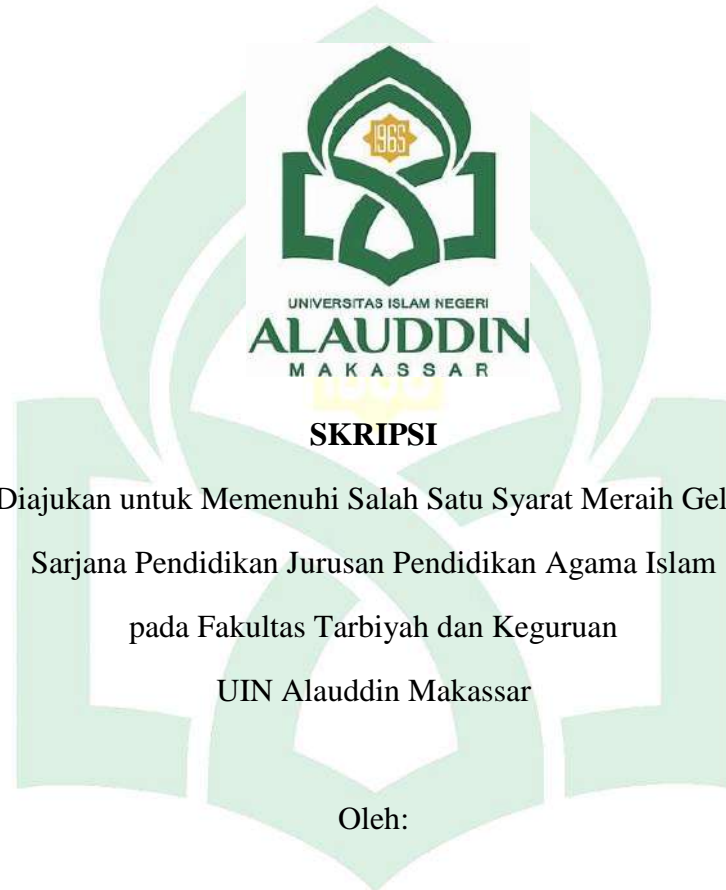 1965
UNIVERSITAS ISLAM NEGERI
ALAUDDIN
MAKASSAR
SKRIPSI
Diajukan untuk Memenuhi Salah Satu Syarat Meraih Gel
Sarjana Pendidikan Jurusan Pendidikan Agama Islam
pada Fakultas Tarbiyah dan Keguruan
UIN Alauddin Makassar
Oleh: